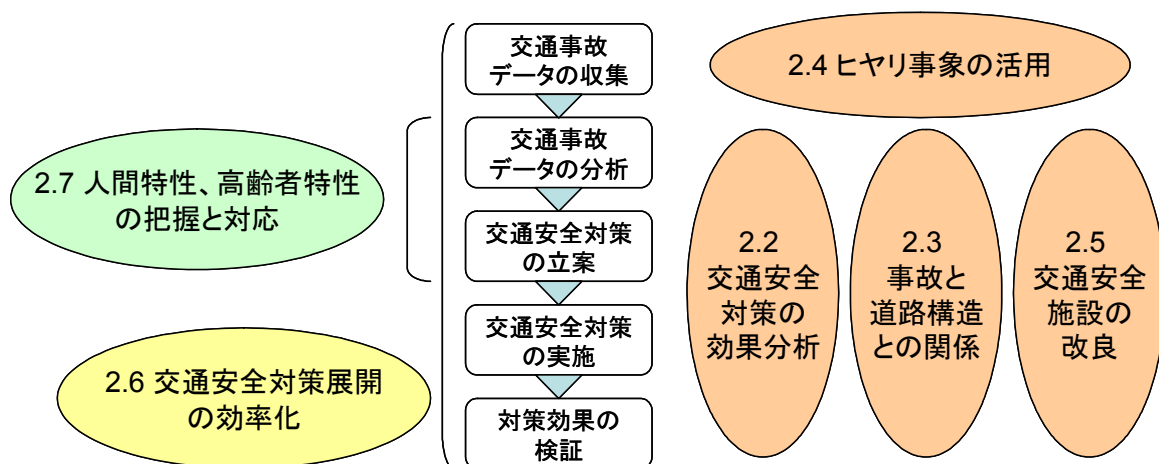 交通事故
データの収集
交通事故
データの分析
交通安全対策
の立案
交通安全対策
の実施
対策効果の
検証
2.7 人間特性、高齢者特性
の把握と対応
2.6 交通安全対策展開
の効率化
2.4 ヒヤリ事象の活用
2.2
交通安全
対策の
効果分析
2.3
事故と
道路構造
との関係
2.5
交通安全
施設の
改良